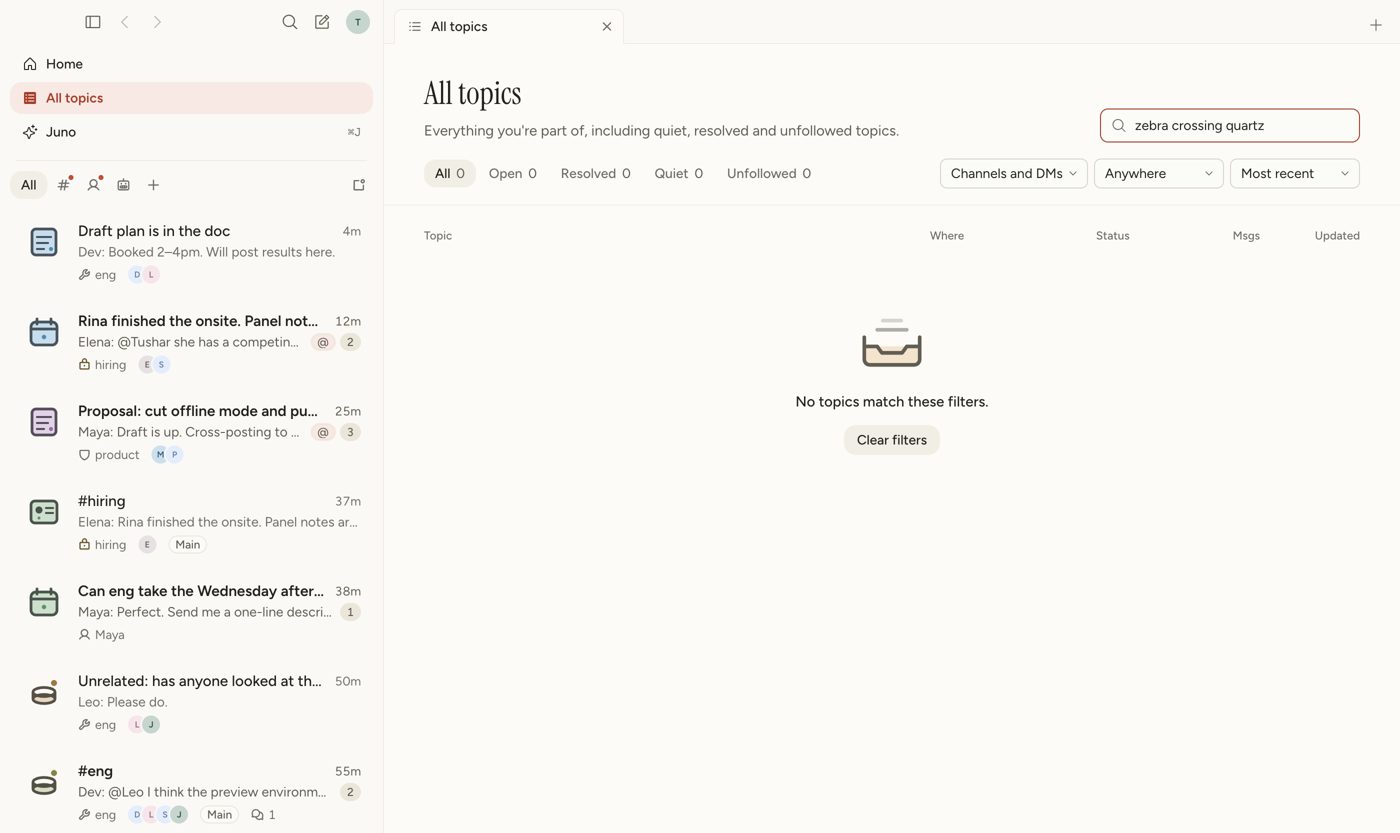 T
Home
All topics
Juno ⌘J
All
Draft plan is in the doc 4m
Dev: Booked 2–4pm. Will post results here.
eng D L
Rina finished the onsite. Panel not... 12m
Elena: @Tushar she has a competin... @ 2
hiring E S
Proposal: cut offline mode and pu... 25m
Maya: Draft is up. Cross-posting to ... @ 3
product M P
#hiring 37m
Elena: Rina finished the onsite. Panel notes ar...
hiring E Main
Can eng take the Wednesday after... 38m
Maya: Perfect. Send me a one-line descri... 1
Maya
Unrelated: has anyone looked at th... 50m
Leo: Please do.
eng L J
#eng 55m
Dev: @Leo I think the preview environm... 2
eng D L S J Main 1
All topics
All topics
Everything you're part of, including quiet, resolved and unfollowed topics.
zebra crossing quartz
All 0 Open 0 Resolved 0 Quiet 0 Unfollowed 0
Channels and DMs Anywhere Most recent
Topic Where Status Msgs Updated
No topics match these filters.
Clear filters